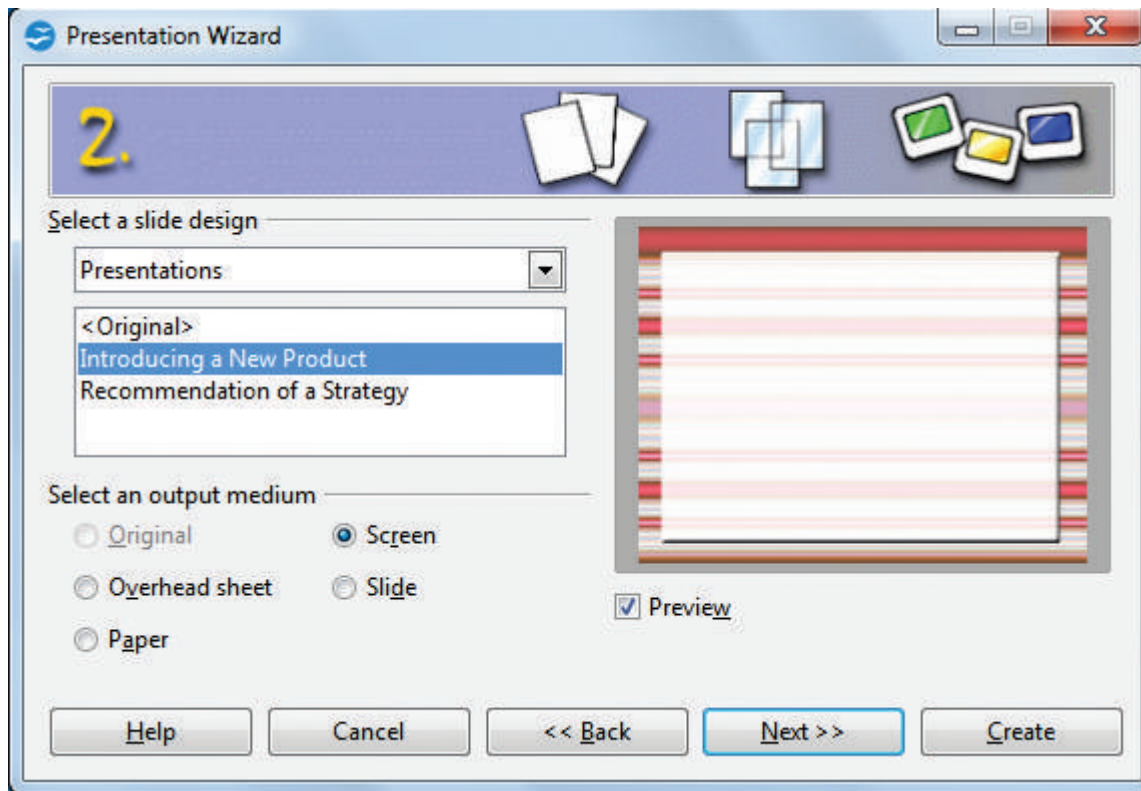 Presentation Wizard
2.
Select a slide design
Presentations
<Original>
Introducing a New Product
Recommendation of a Strategy
Select an output medium
Original Screen
Overhead sheet Slide
Paper
Preview
Help Cancel << Back Next >> Create